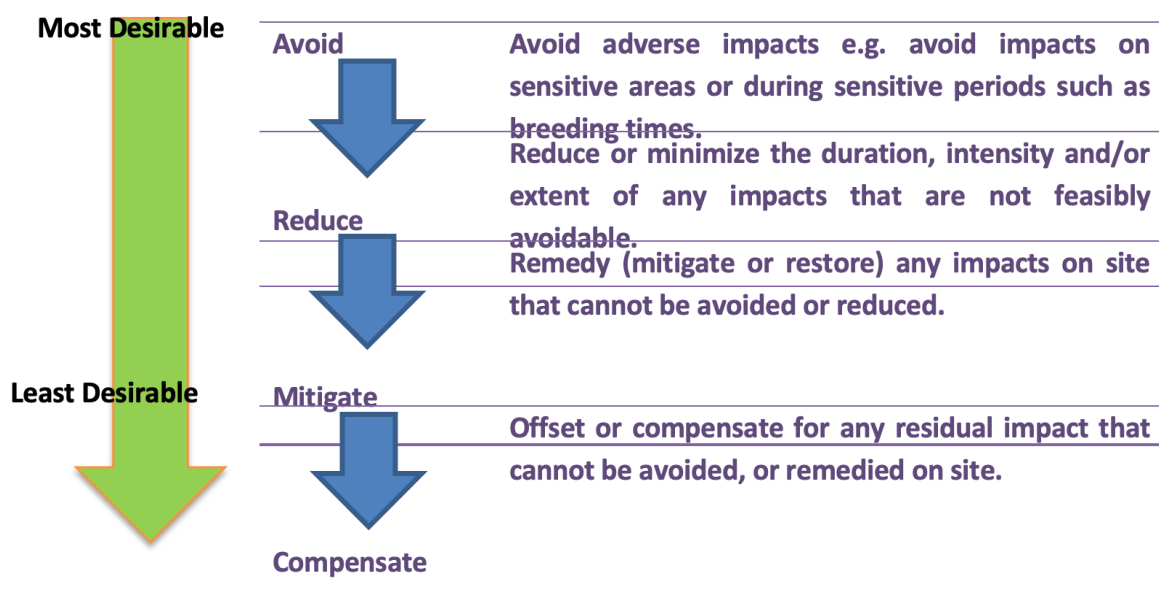 Most Desirable
Avoid
Avoid adverse impacts e.g. avoid impacts on
sensitive areas or during sensitive periods such as
breeding times.
Reduce or minimize the duration, intensity and/or
extent of any impacts that are not feasibly
avoidable.
Reduce
Remedy (mitigate or restore) any impacts on site
that cannot be avoided or reduced.
Least Desirable
Mitigate
Offset or compensate for any residual impact that
cannot be avoided, or remedied on site.
Compensate